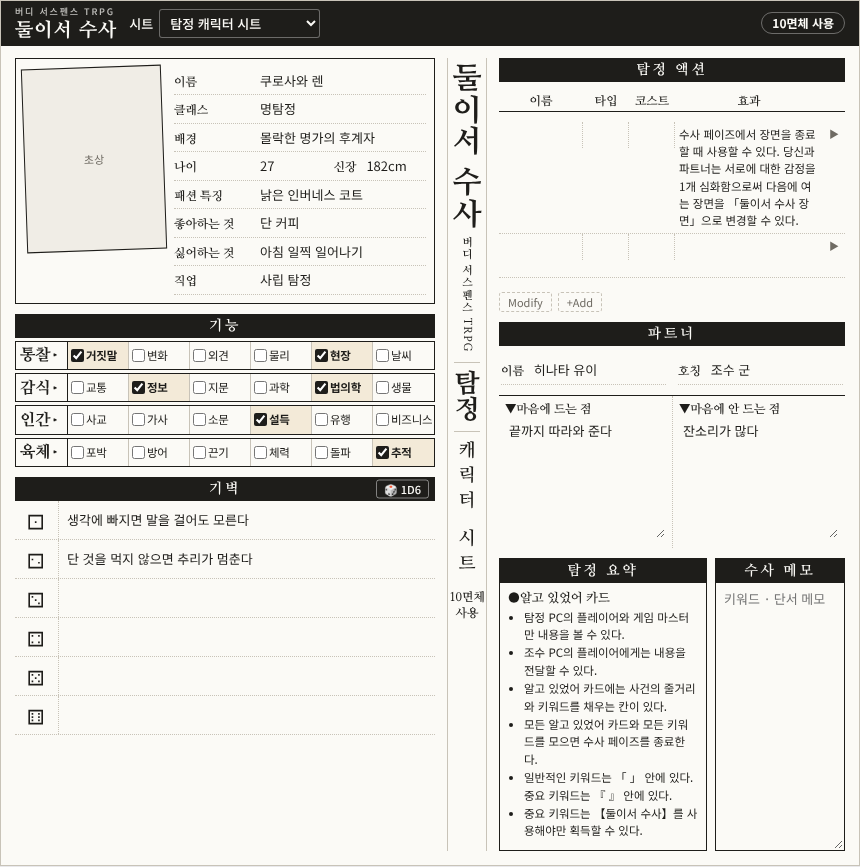 버디 서스펜스 TRPG
둘이서 수사
시트
탐정 캐릭터 시트
10면체 사용
초상
이름 쿠로사와 렌
클래스 명탐정
배경 몰락한 명가의 후계자
나이 27 신장 182cm
패션 특징 낡은 인버네스 코트
좋아하는 것 단 커피
싫어하는 것 아침 일찍 일어나기
직업 사립 탐정
기능
통찰▸ 거짓말 변화 외견 물리 현장 날씨
감식▸ 교통 정보 지문 과학 법의학 생물
인간▸ 사교 가사 소문 설득 유행 비즈니스
육체▸ 포박 방어 끈기 체력 돌파 추적
기벽
🎲 1D6
⚀ 생각에 빠지면 말을 걸어도 모른다
⚁ 단 것을 먹지 않으면 추리가 멈춘다
⚂
⚃
⚄
⚅
둘이서 수사
버디 서스펜스 TRPG
탐정
캐릭터 시트
10면체
사용
탐정 액션
이름 타입 코스트 효과
수사 페이즈에서 장면을 종료
할 때 사용할 수 있다. 당신과
파트너는 서로에 대한 감정을
1개 심화함으로써 다음에 여
는 장면을 「둘이서 수사 장
면」으로 변경할 수 있다.
▶
▶
Modify +Add
파트너
이름 히나타 유이 호칭 조수 군
▼마음에 드는 점
끝까지 따라와 준다
▼마음에 안 드는 점
잔소리가 많다
탐정 요약
●알고 있었어 카드
• 탐정 PC의 플레이어와 게임 마스터
만 내용을 볼 수 있다.
• 조수 PC의 플레이어에게는 내용을
전달할 수 있다.
• 알고 있었어 카드에는 사건의 줄거리
와 키워드를 채우는 칸이 있다.
• 모든 알고 있었어 카드와 모든 키워
드를 모으면 수사 페이즈를 종료한
다.
• 일반적인 키워드는 「 」 안에 있다.
중요 키워드는 『 』 안에 있다.
• 중요 키워드는 【둘이서 수사】를 사
용해야만 획득할 수 있다.
수사 메모
키워드 · 단서 메모